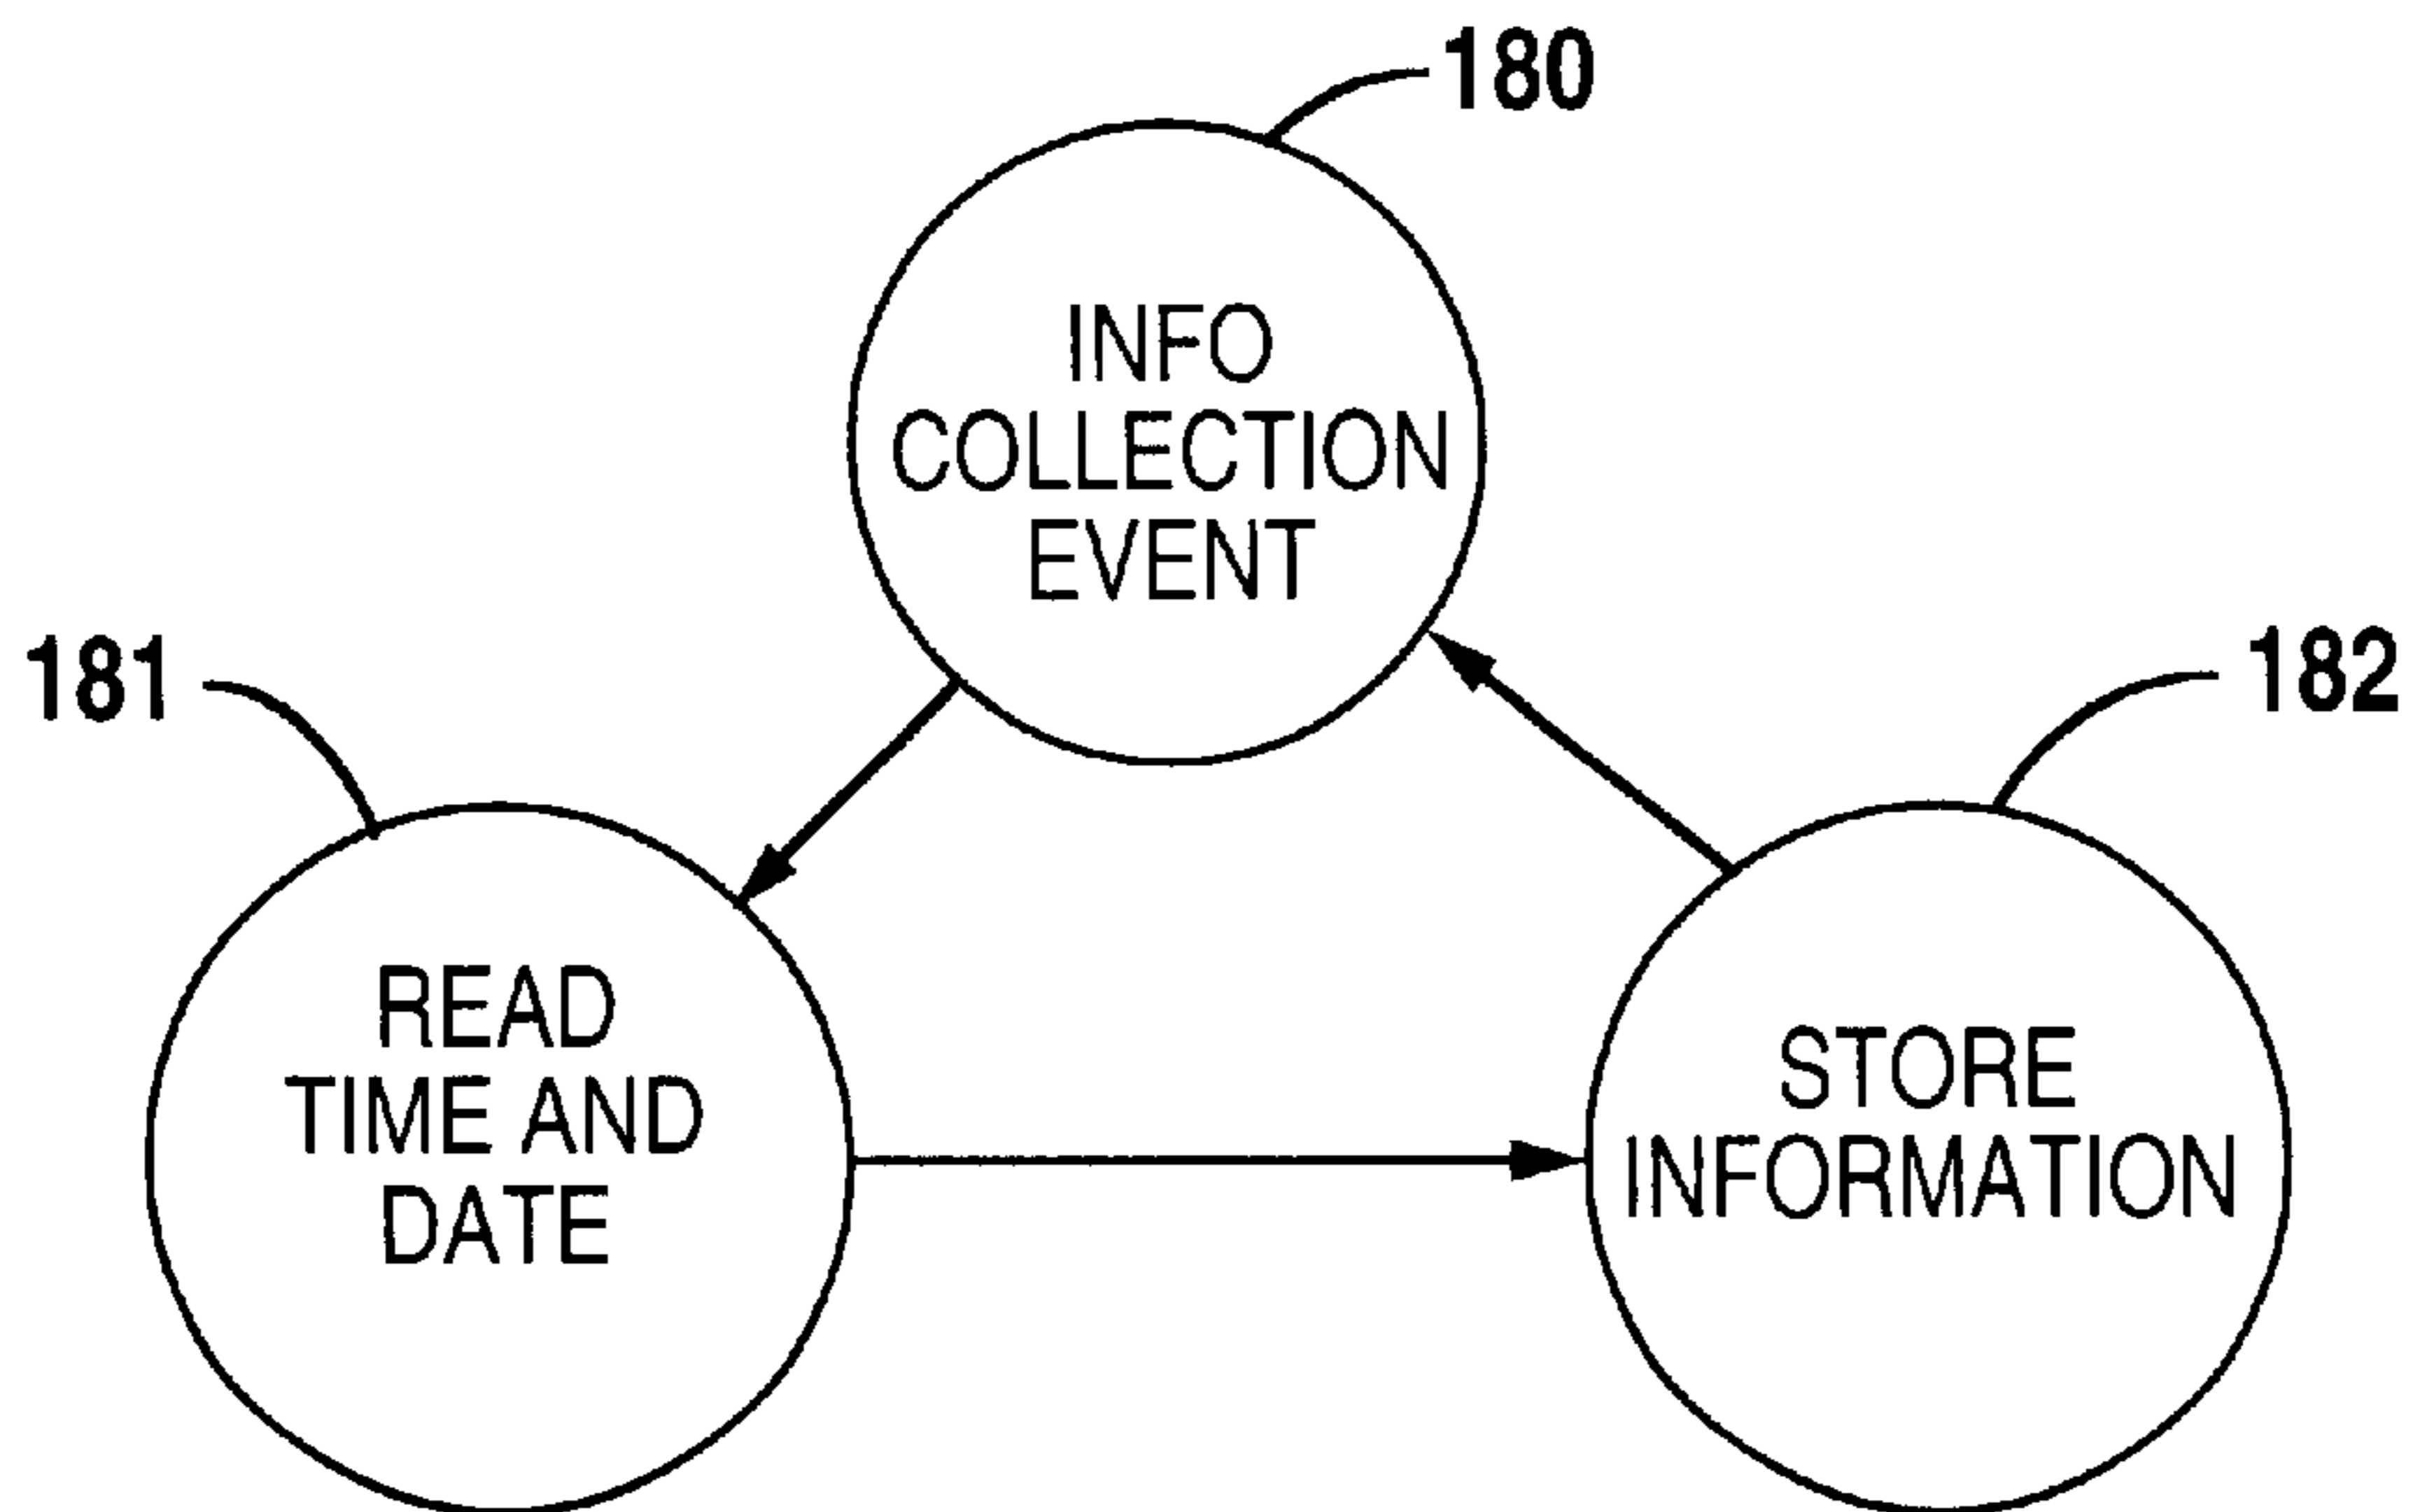 180
INFO
COLLECTION
EVENT
181
182
READ
TIME AND
DATE
STORE
INFORMATION